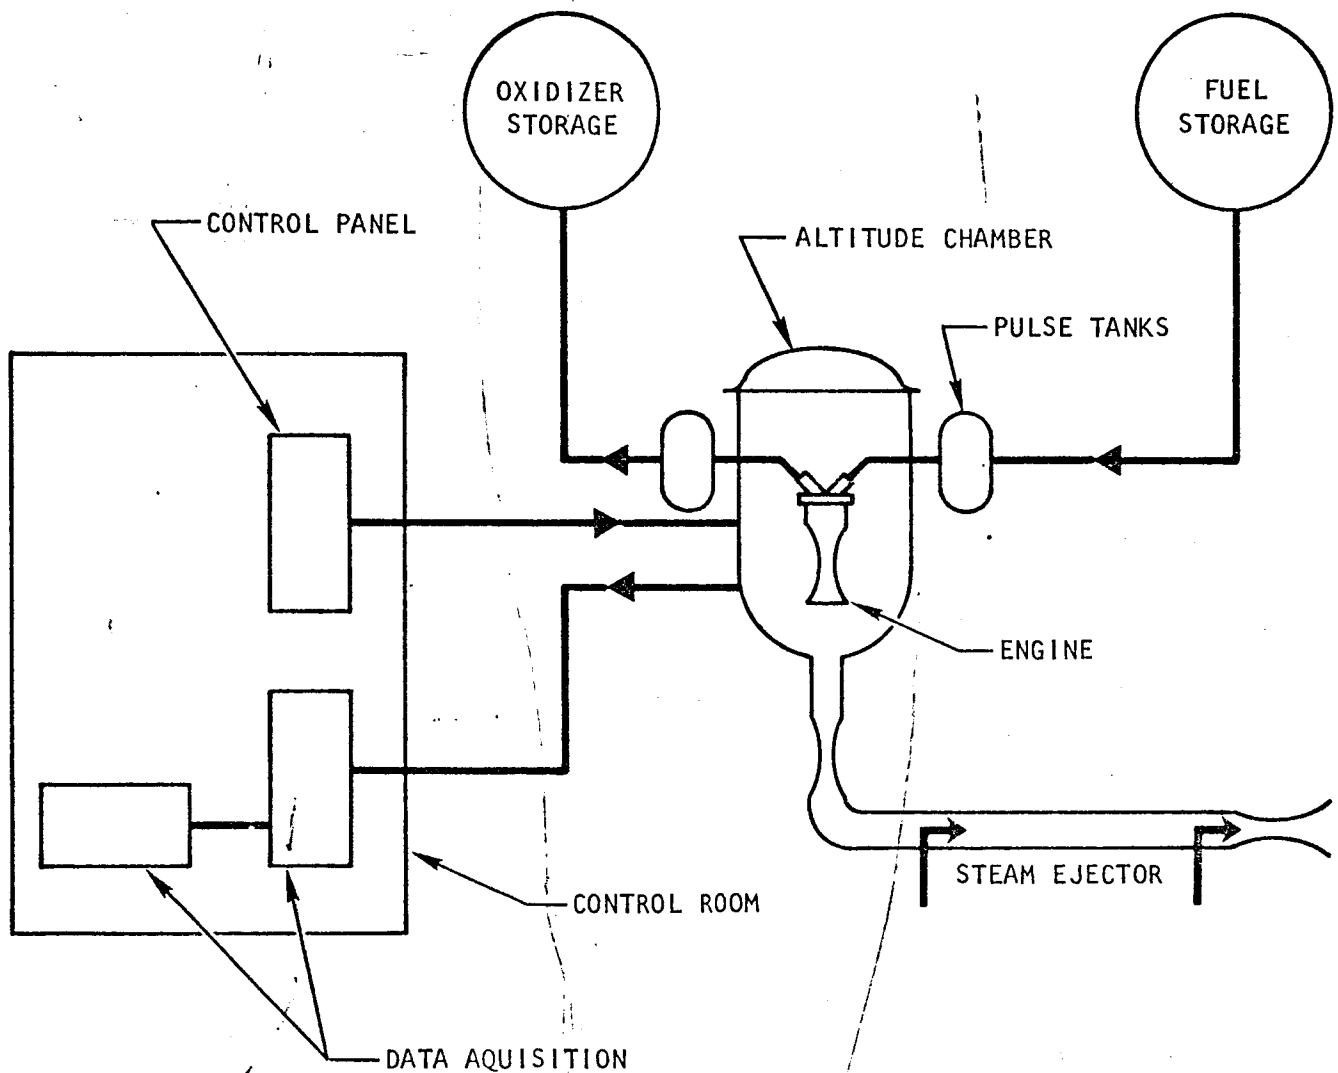 OXIDIZER
STORAGE
FUEL
STORAGE
CONTROL PANEL
ALTITUDE CHAMBER
PULSE TANKS
ENGINE
STEAM EJECTOR
CONTROL ROOM
DATA AQUISITION